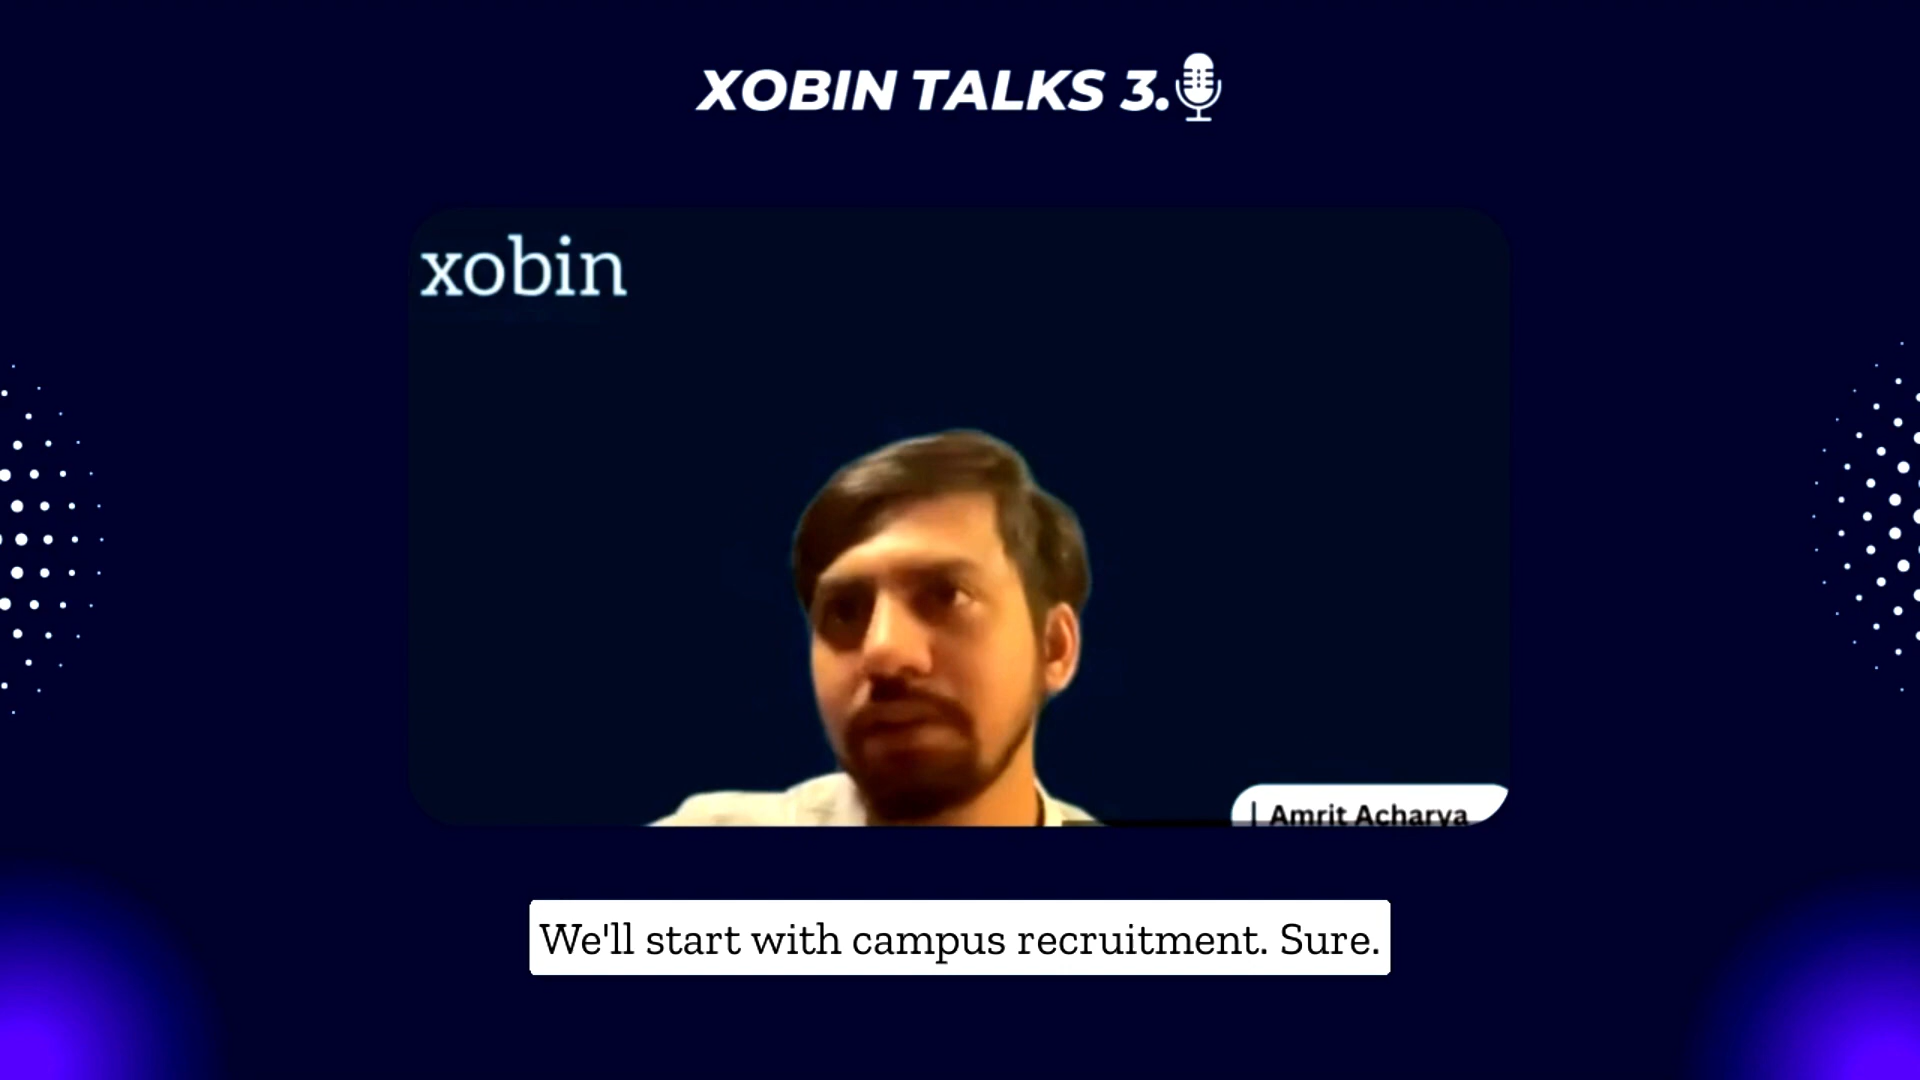 XOBIN TALKS 3.
xobin
| Amrit Acharya
We'll start with campus recruitment. Sure.